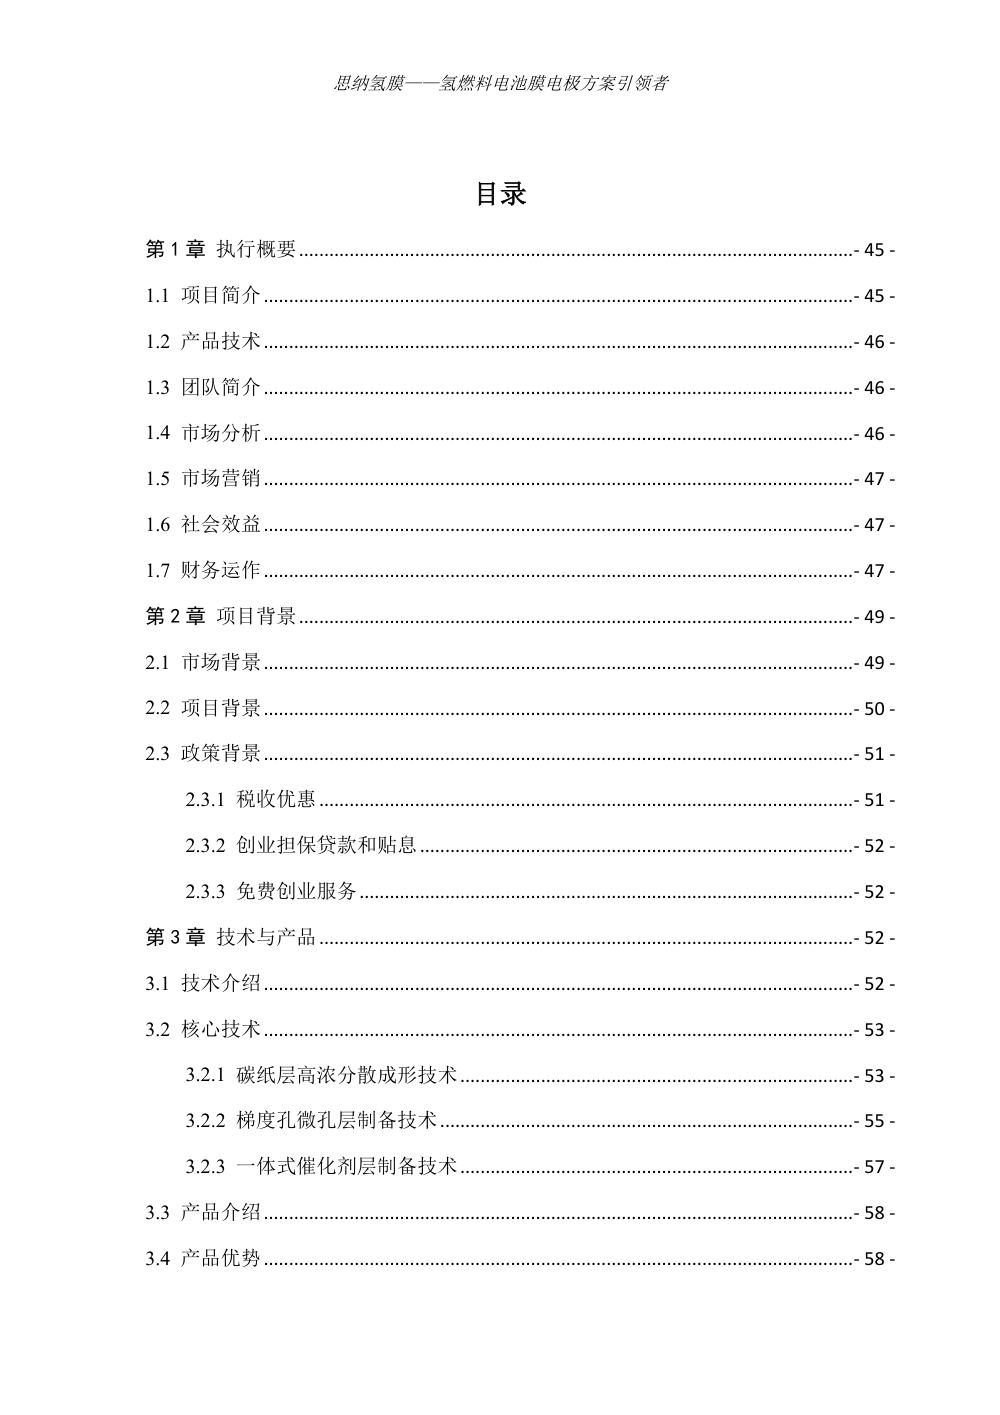 思纳氢膜——氢燃料电池膜电极方案引领者
目录
第 1 章 执行概要 - 45 -
1.1 项目简介 - 45 -
1.2 产品技术 - 46 -
1.3 团队简介 - 46 -
1.4 市场分析 - 46 -
1.5 市场营销 - 47 -
1.6 社会效益 - 47 -
1.7 财务运作 - 47 -
第 2 章 项目背景 - 49 -
2.1 市场背景 - 49 -
2.2 项目背景 - 50 -
2.3 政策背景 - 51 -
2.3.1 税收优惠 - 51 -
2.3.2 创业担保贷款和贴息 - 52 -
2.3.3 免费创业服务 - 52 -
第 3 章 技术与产品 - 52 -
3.1 技术介绍 - 52 -
3.2 核心技术 - 53 -
3.2.1 碳纸层高浓分散成形技术 - 53 -
3.2.2 梯度孔微孔层制备技术 - 55 -
3.2.3 一体式催化剂层制备技术 - 57 -
3.3 产品介绍 - 58 -
3.4 产品优势 - 58 -